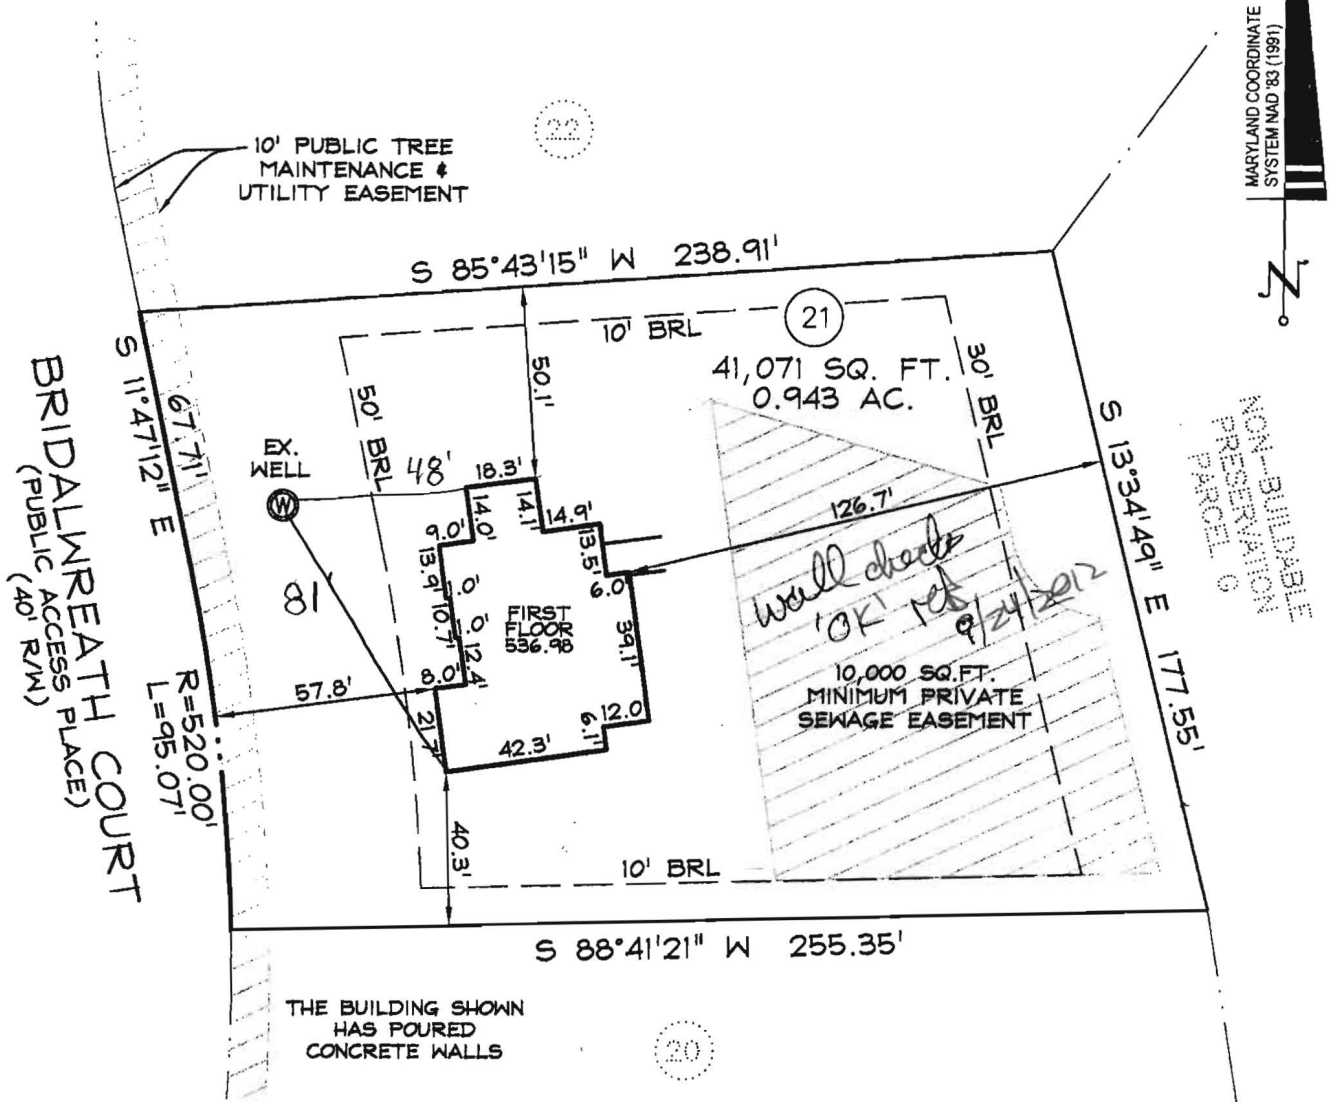 MARYLAND COORDINATE
SYSTEM NAD '83 (1991)
22
10' PUBLIC TREE
MAINTENANCE &
UTILITY EASEMENT
S 85°43'15" W 238.91'
10' BRL
21
41,071 SQ. FT.
0.943 AC.
30' BRL
50.1'
50' BRL
S 11°47'12" E
67.71'
BRIDALWREATH COURT
(PUBLIC ACCESS PLACE)
(40' R/W)
R=520.00'
L=95.07'
EX.
WELL
W
48'
81
18.3'
14.0'
14.1'
14.9'
13.5'
6.0'
9.0'
13.9'
.0'
10.7'
.0'
12.4'
8.0'
FIRST
FLOOR
536.98
39.1'
57.8'
21.7'
42.3'
6.1'
12.0
40.3'
126.7'
wall check
'OK'
9/24/2012
10,000 SQ.FT.
MINIMUM PRIVATE
SEWAGE EASEMENT
S 13°34'49" E 177.55'
NON-BUILDABLE
PRESERVATION
PARCEL G
10' BRL
S 88°41'21" W 255.35'
THE BUILDING SHOWN
HAS POURED
CONCRETE WALLS
20